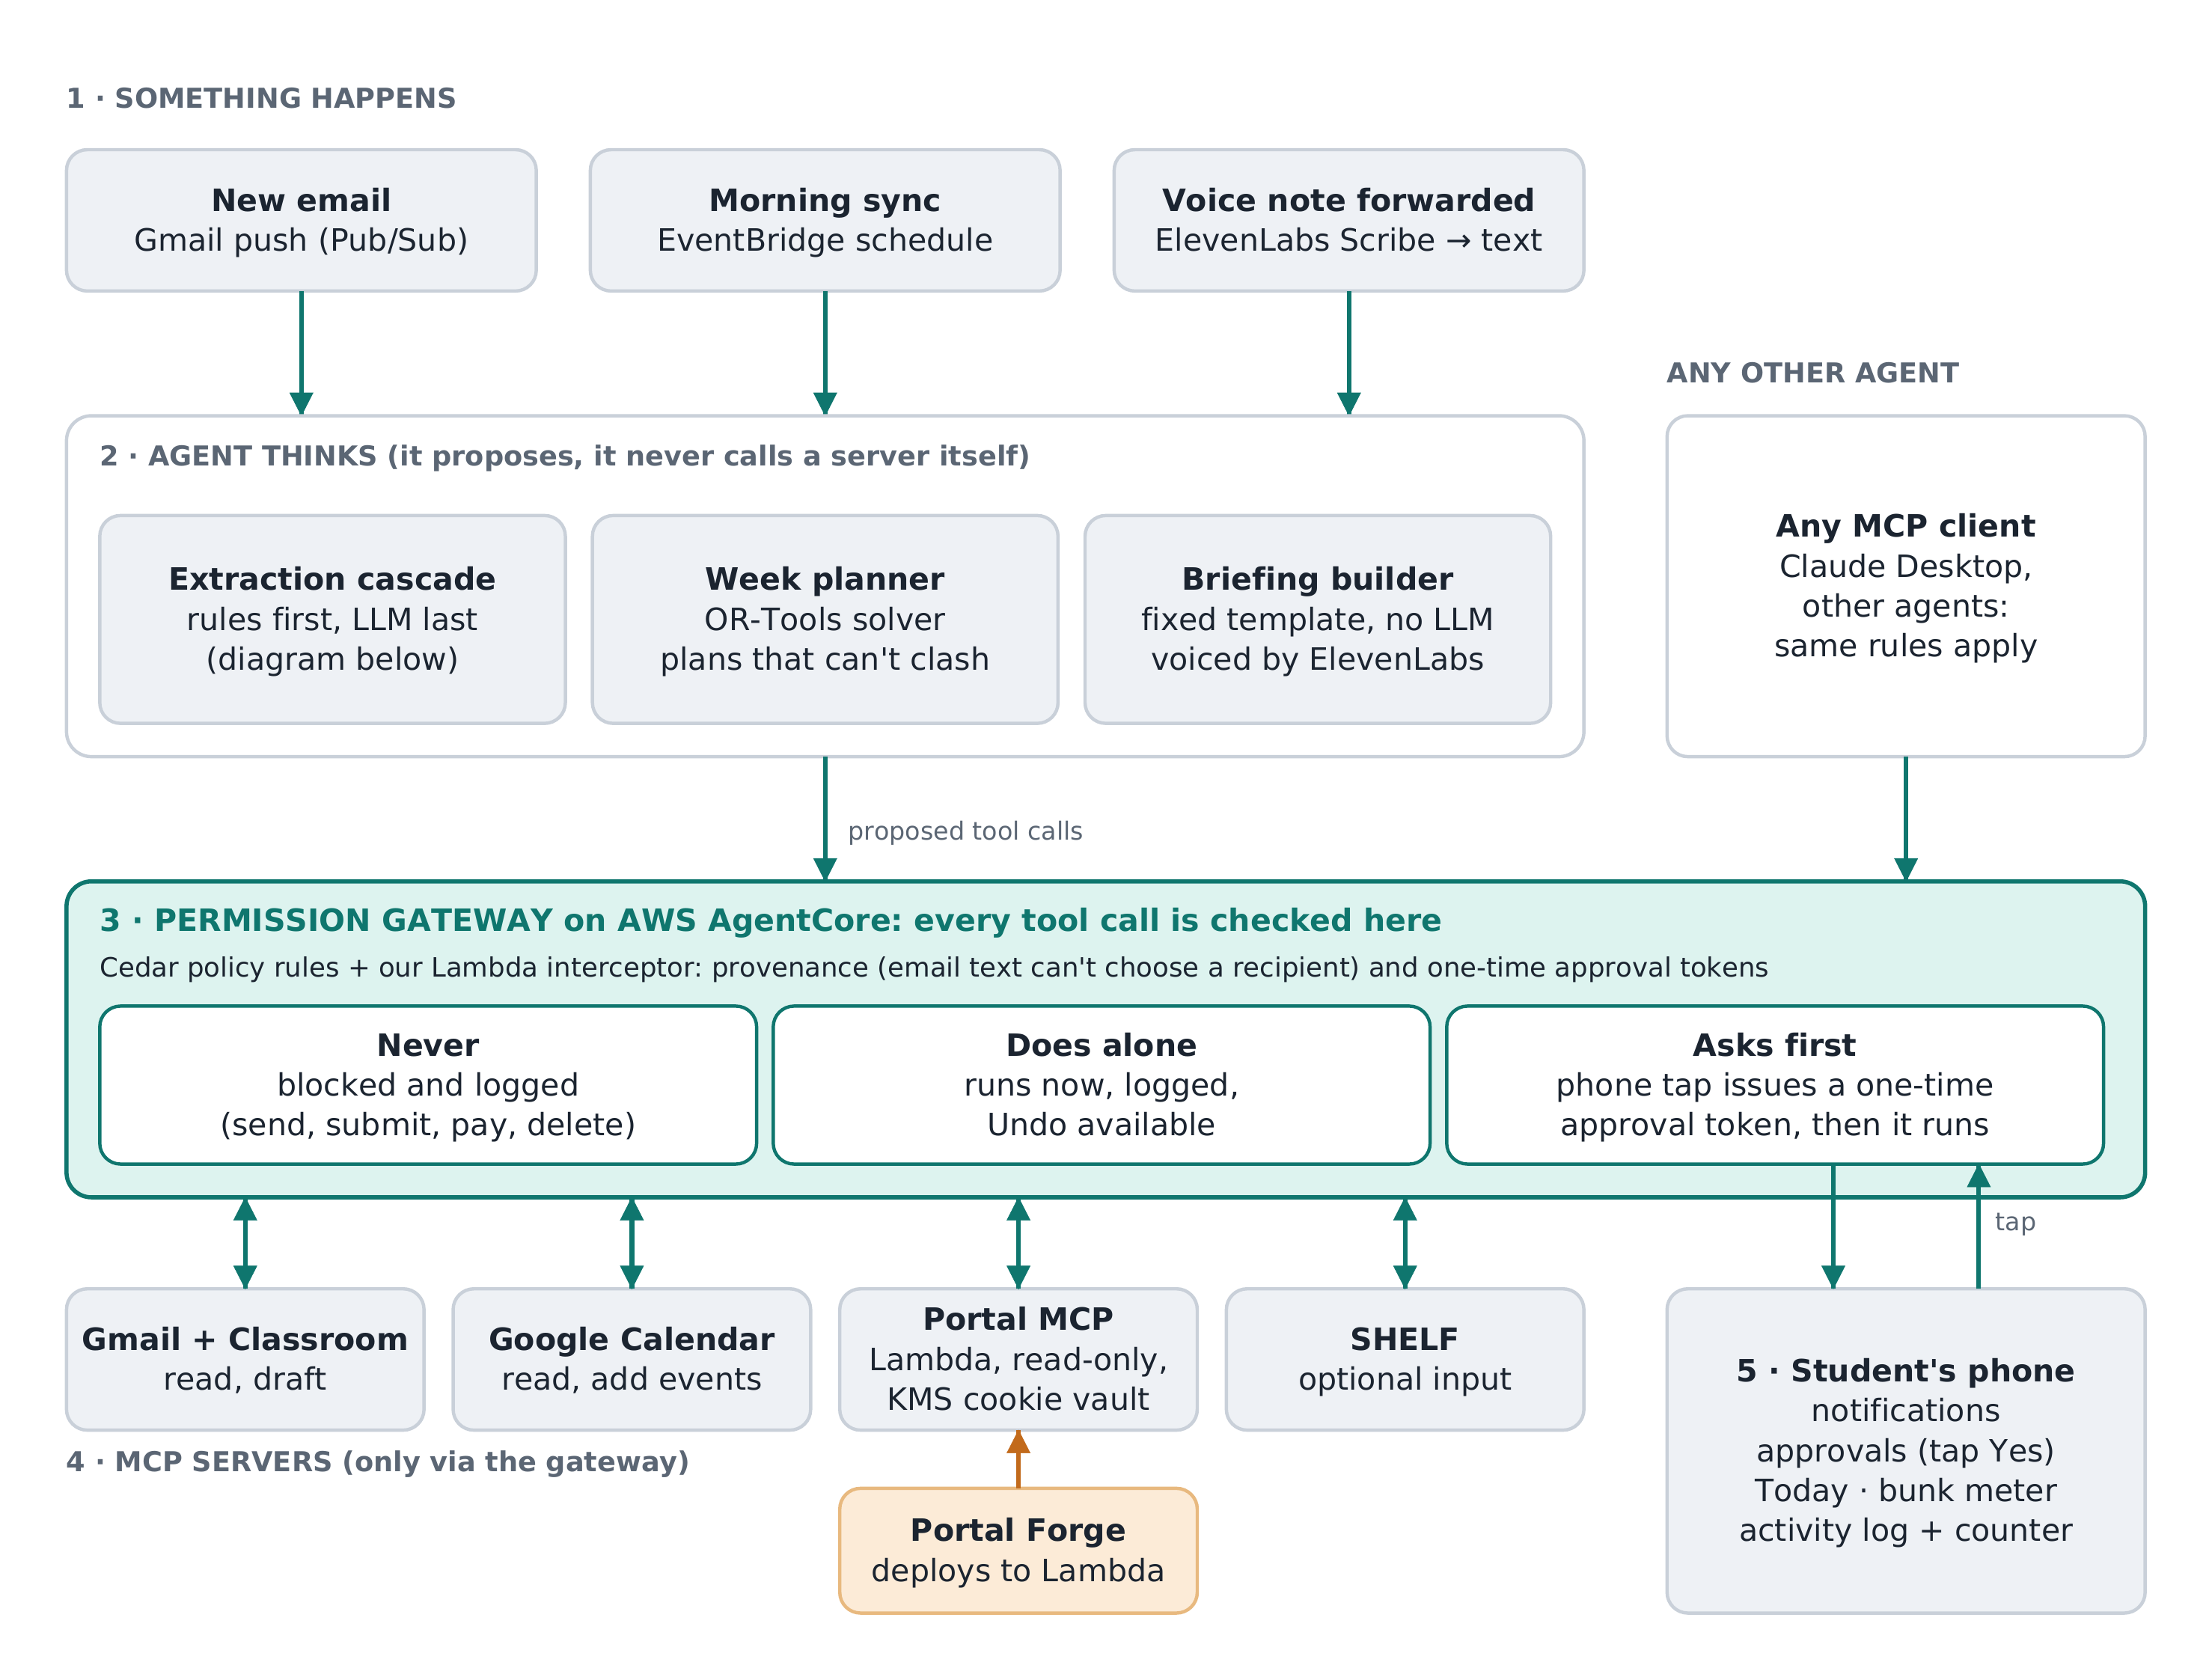 1 · SOMETHING HAPPENS
New email
Gmail push (Pub/Sub)
Morning sync
EventBridge schedule
Voice note forwarded
ElevenLabs Scribe → text
2 · AGENT THINKS (it proposes, it never calls a server itself)
Extraction cascade
rules first, LLM last
(diagram below)
Week planner
OR-Tools solver
plans that can't clash
Briefing builder
fixed template, no LLM
voiced by ElevenLabs
ANY OTHER AGENT
Any MCP client
Claude Desktop,
other agents:
same rules apply
proposed tool calls
3 · PERMISSION GATEWAY on AWS AgentCore: every tool call is checked here
Cedar policy rules + our Lambda interceptor: provenance (email text can't choose a recipient) and one-time approval tokens
Never
blocked and logged
(send, submit, pay, delete)
Does alone
runs now, logged,
Undo available
Asks first
phone tap issues a one-time
approval token, then it runs
tap
Gmail + Classroom
read, draft
Google Calendar
read, add events
Portal MCP
Lambda, read-only,
KMS cookie vault
SHELF
optional input
4 · MCP SERVERS (only via the gateway)
Portal Forge
deploys to Lambda
5 · Student's phone
notifications
approvals (tap Yes)
Today · bunk meter
activity log + counter